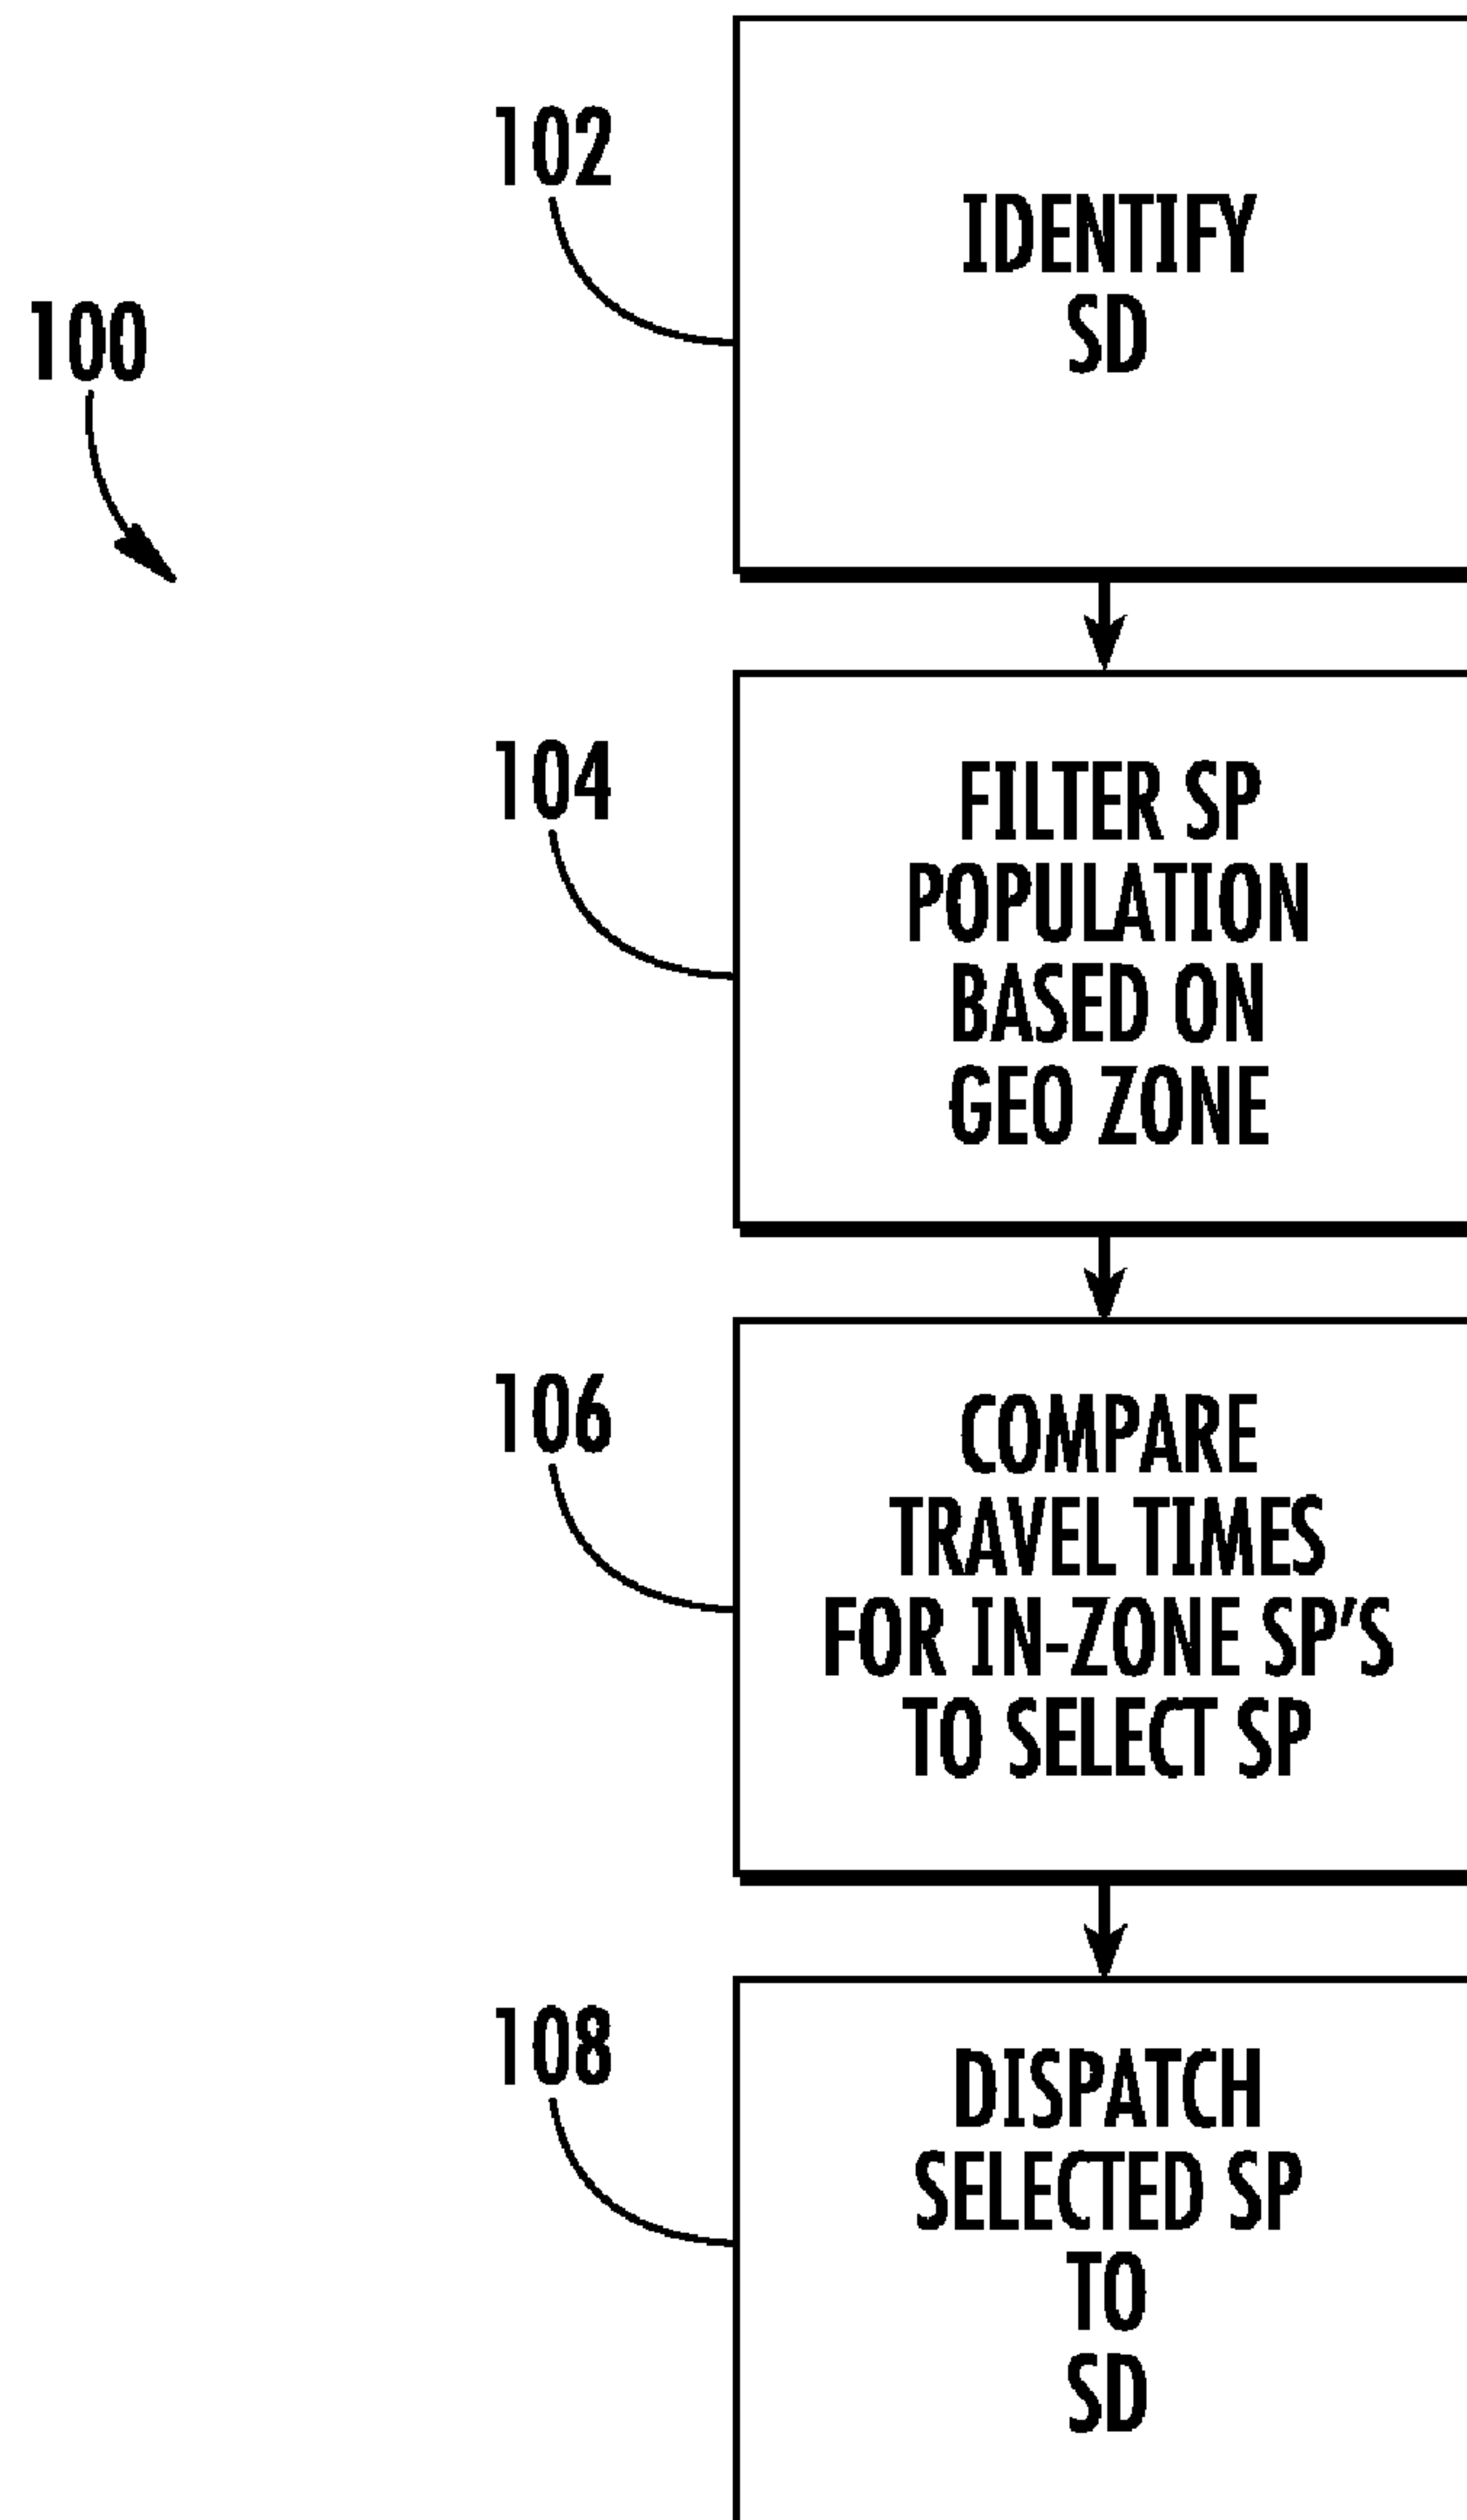 102
IDENTIFY
SD
100
104
FILTER SP
POPULATION
BASED ON
GEO ZONE
106
COMPARE
TRAVEL TIMES
FOR IN-ZONE SP'S
TO SELECT SP
108
DISPATCH
SELECTED SP
TO
SD